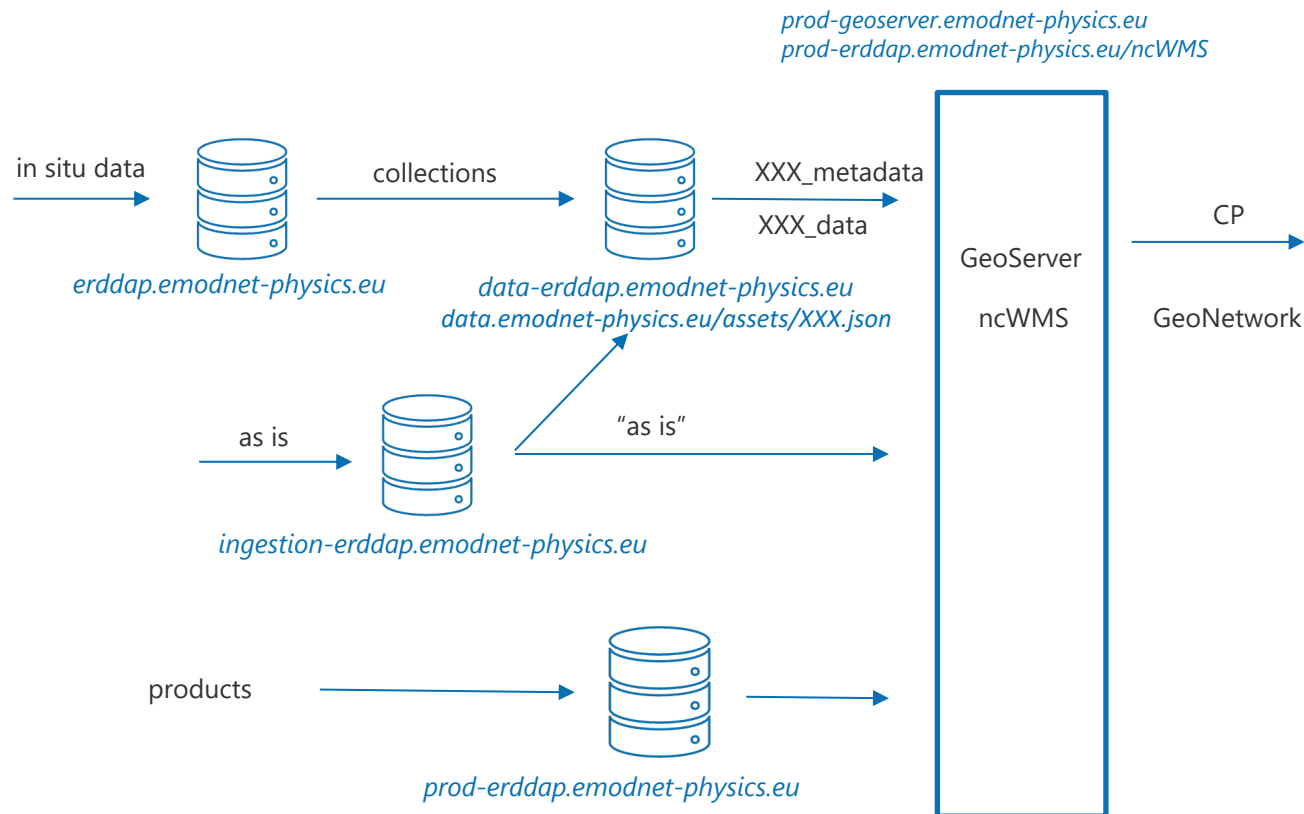 prod-geoserver.emodnet-physics.eu
prod-erddap.emodnet-physics.eu/ncWMS
in situ data
collections
XXX_metadata
XXX_data
CP
GeoServer
ncWMS
GeoNetwork
erddap.emodnet-physics.eu
data-erddap.emodnet-physics.eu
data.emodnet-physics.eu/assets/XXX.json
as is
“as is”
ingestion-erddap.emodnet-physics.eu
products
prod-erddap.emodnet-physics.eu